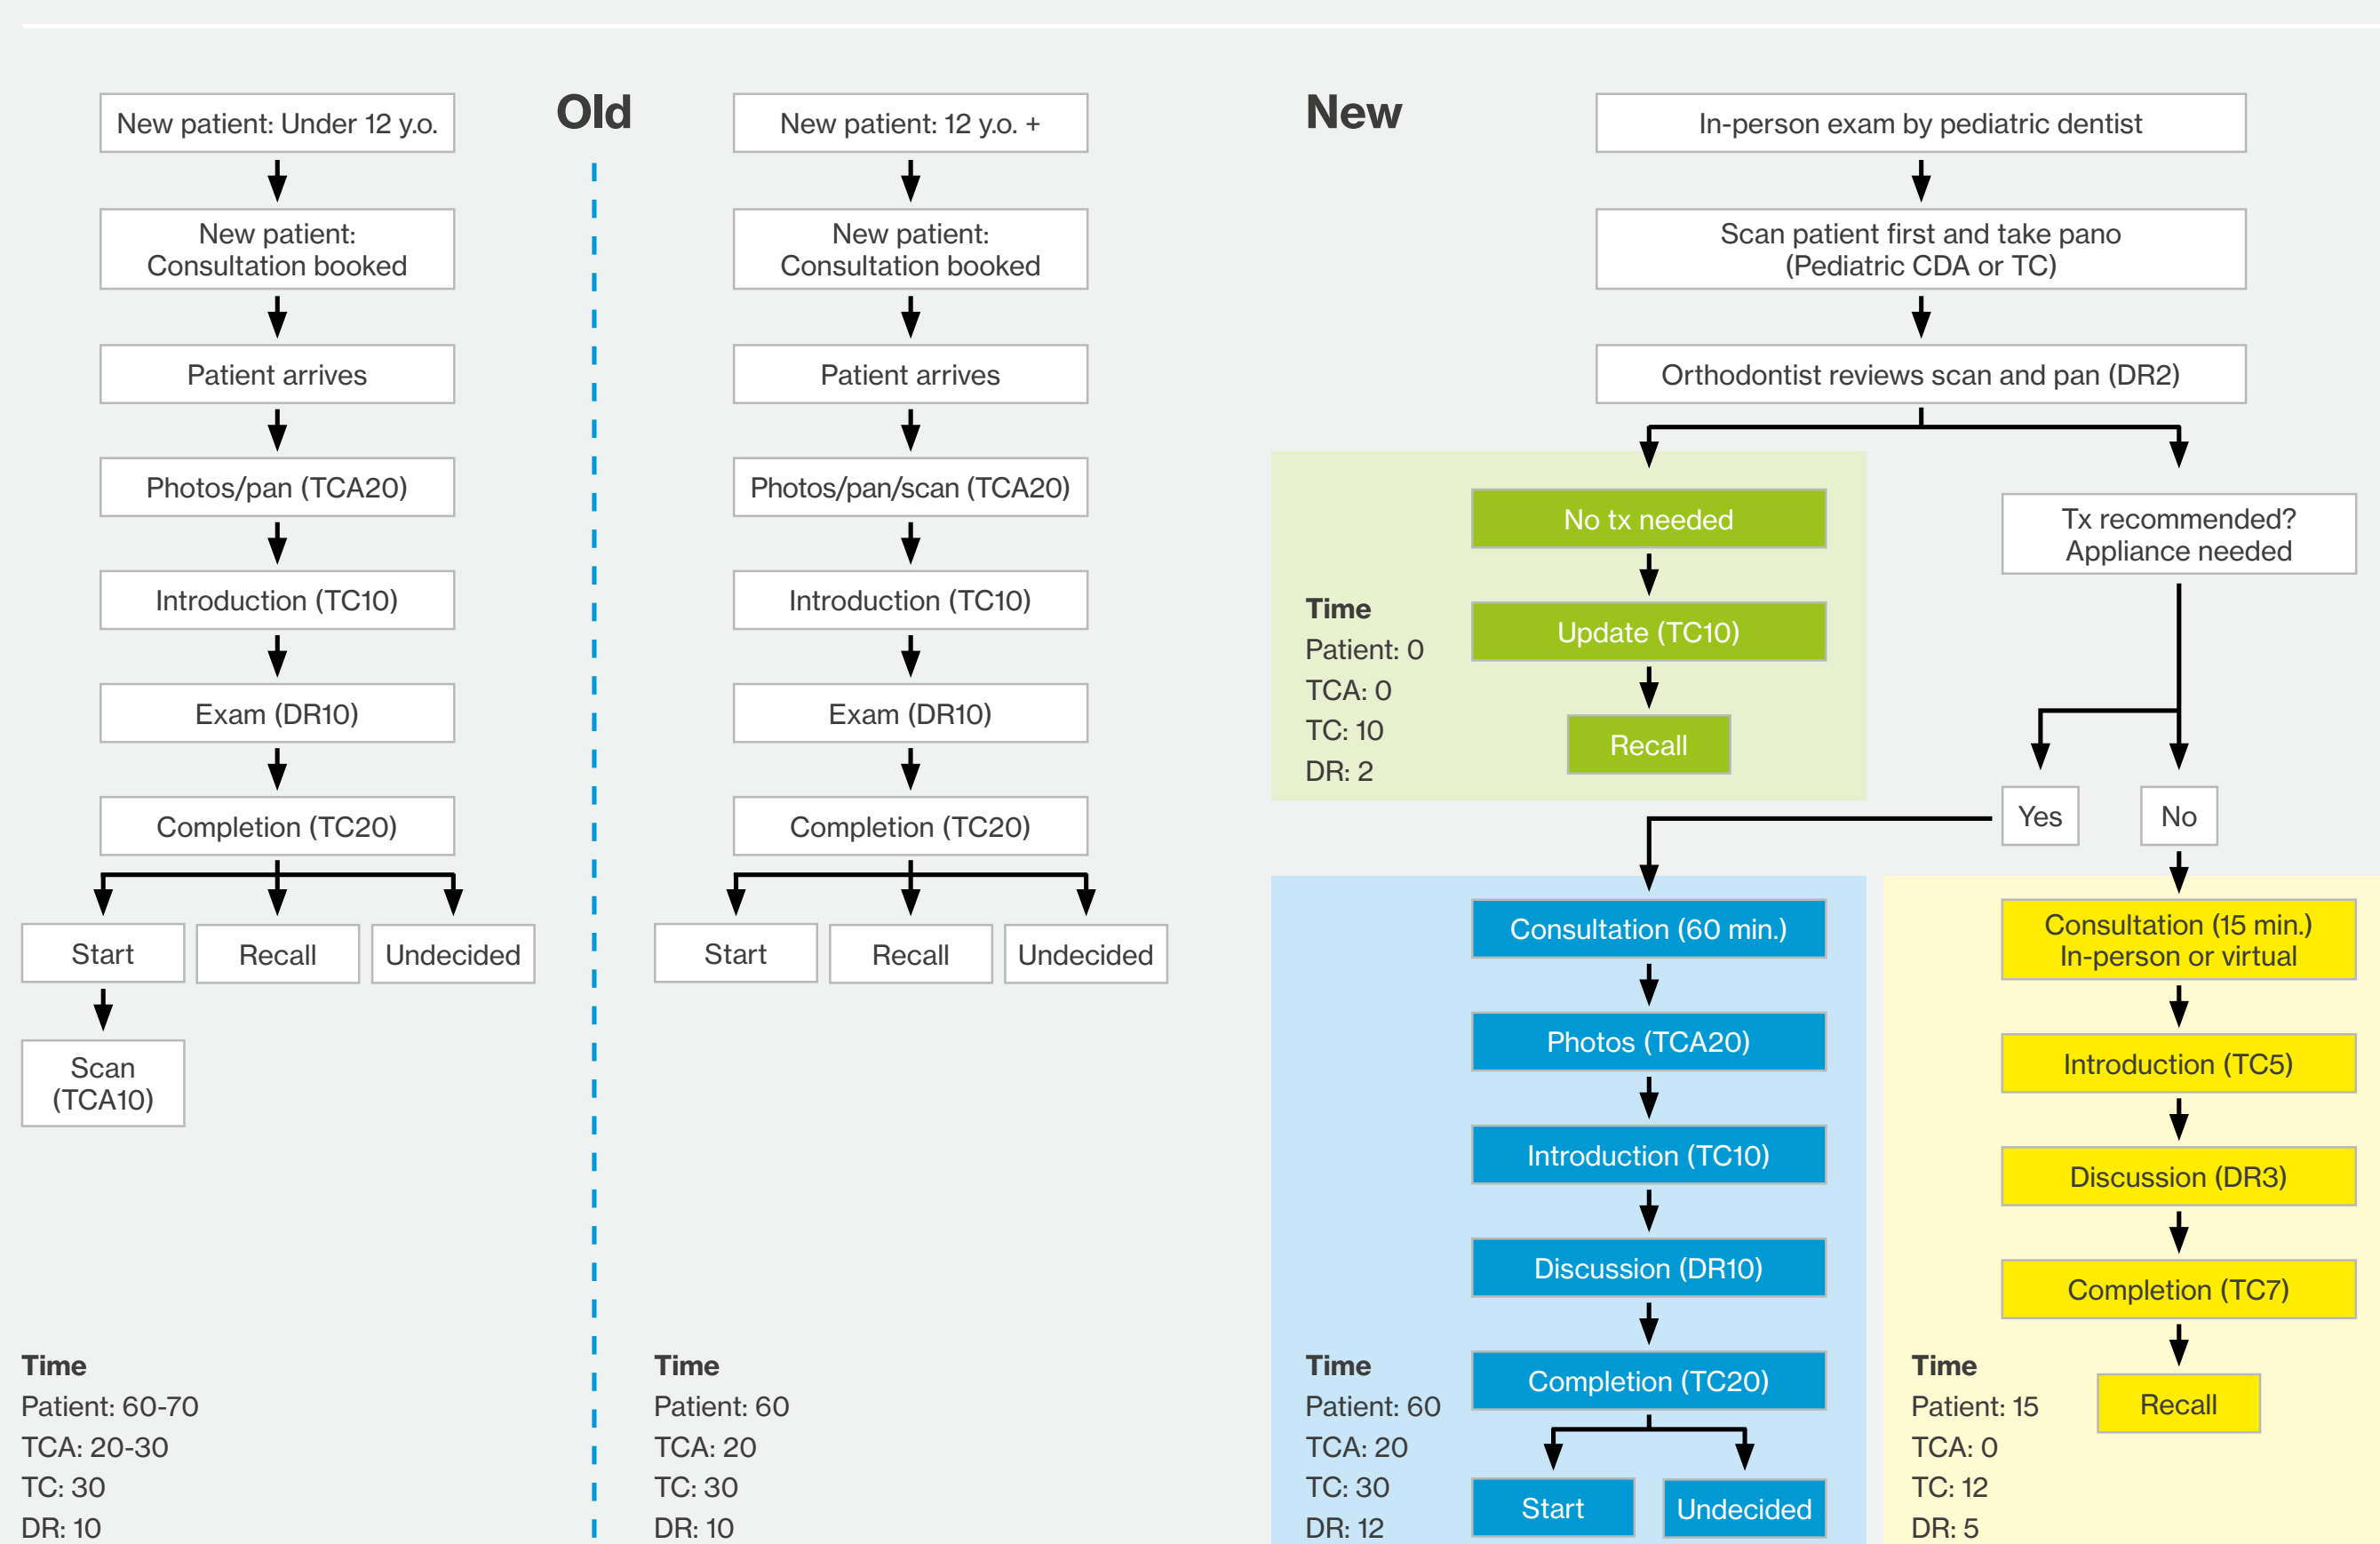 Old
New patient: Under 12 y.o.
New patient:
Consultation booked
Patient arrives
Photos/pan (TCA20)
Introduction (TC10)
Exam (DR10)
Completion (TC20)
Start
Recall
Undecided
Scan
(TCA10)
Time
Patient: 60-70
TCA: 20-30
TC: 30
DR: 10
New patient: 12 y.o. +
New patient:
Consultation booked
Patient arrives
Photos/pan/scan (TCA20)
Introduction (TC10)
Exam (DR10)
Completion (TC20)
Start
Recall
Undecided
Time
Patient: 60
TCA: 20
TC: 30
DR: 10
New
In-person exam by pediatric dentist
Scan patient first and take pano
(Pediatric CDA or TC)
Orthodontist reviews scan and pan (DR2)
No tx needed
Update (TC10)
Recall
Time
Patient: 0
TCA: 0
TC: 10
DR: 2
Tx recommended?
Appliance needed
Yes
No
Consultation (60 min.)
Photos (TCA20)
Introduction (TC10)
Discussion (DR10)
Completion (TC20)
Start
Undecided
Time
Patient: 60
TCA: 20
TC: 30
DR: 12
Consultation (15 min.)
In-person or virtual
Introduction (TC5)
Discussion (DR3)
Completion (TC7)
Recall
Time
Patient: 15
TCA: 0
TC: 12
DR: 5